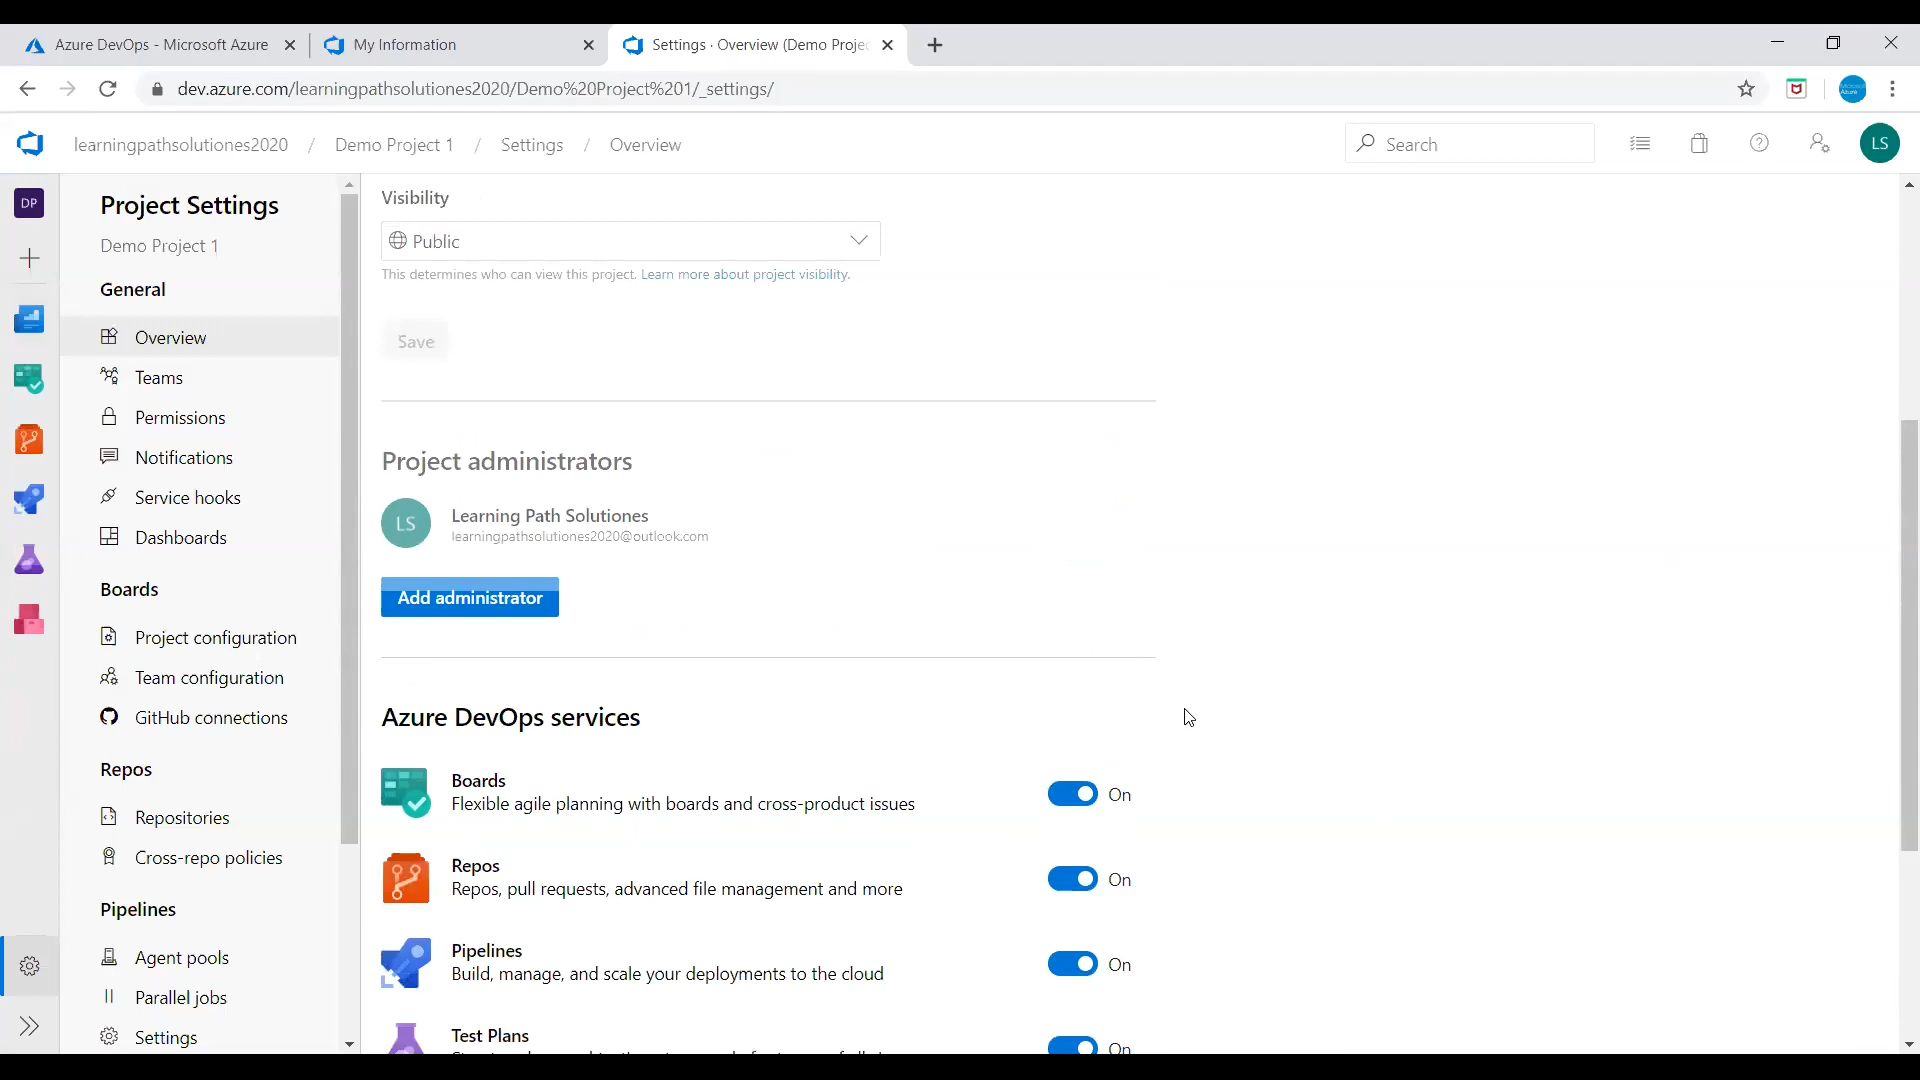 Azure DevOps - Microsoft Azure
My Information
Settings · Overview (Demo Projec
dev.azure.com/learningpathsolutiones2020/Demo%20Project%201/_settings/
Microsoft
Azure
learningpathsolutiones2020 / Demo Project 1 / Settings / Overview
Search
LS
DP
Project Settings
Demo Project 1
General
Overview
Teams
Permissions
Notifications
Service hooks
Dashboards
Boards
Project configuration
Team configuration
GitHub connections
Repos
Repositories
Cross-repo policies
Pipelines
Agent pools
Parallel jobs
Settings
Visibility
Public
This determines who can view this project. Learn more about project visibility.
Save
Project administrators
LS
Learning Path Solutiones
learningpathsolutiones2020@outlook.com
Add administrator
Azure DevOps services
Boards
Flexible agile planning with boards and cross-product issues
On
Repos
Repos, pull requests, advanced file management and more
On
Pipelines
Build, manage, and scale your deployments to the cloud
On
Test Plans
On